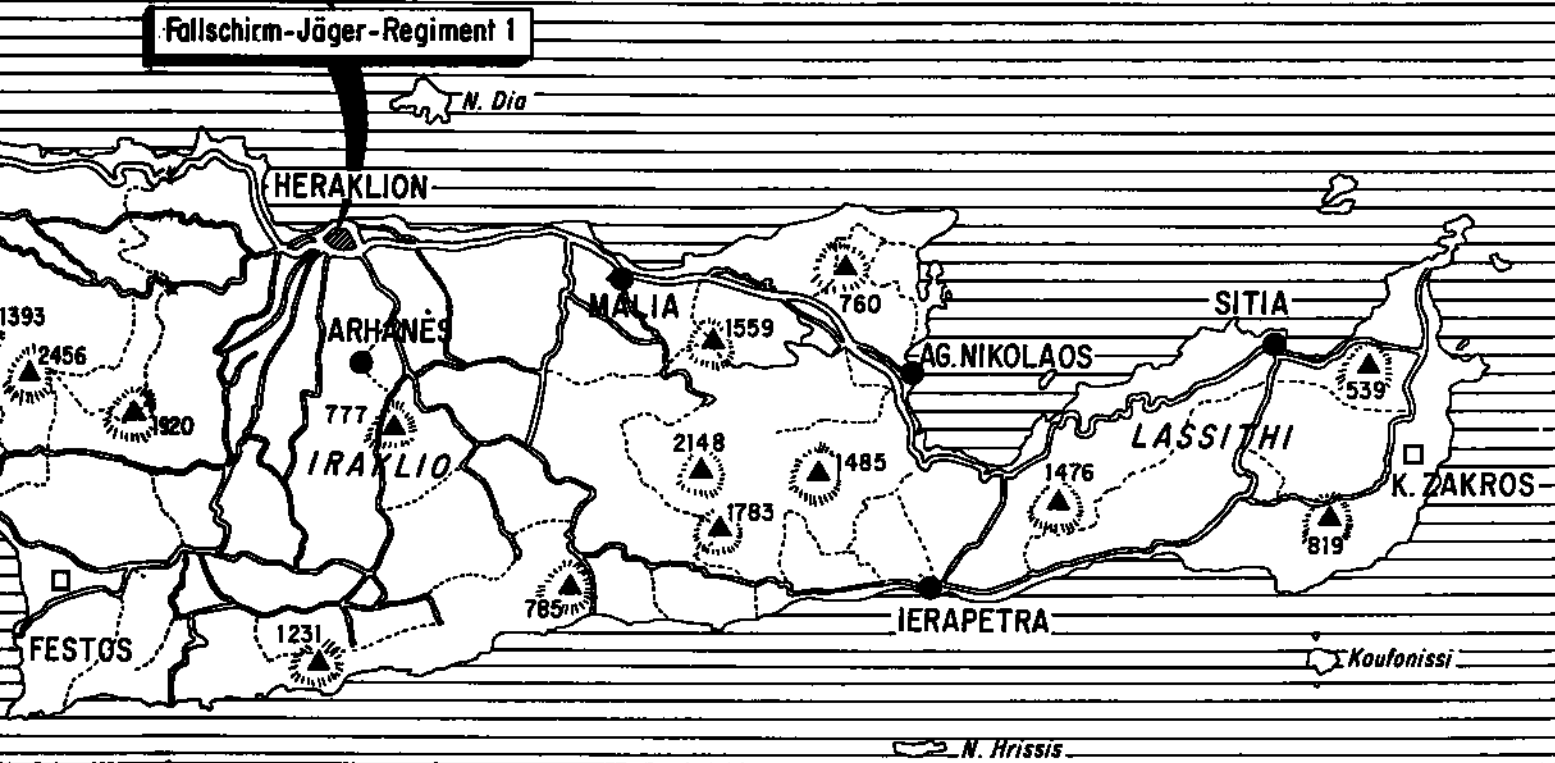 Fallschirm-Jäger-Regiment 1
N. Dia
HERAKLION
760
SITIA
1393
MALIA
ARHANÈS
1559
2456
AG. NIKOLAOS
539
777
1920
2148
LASSITHI
IRAKLIO
1485
1476
K. ZAKROS
1783
819
785
IERAPETRA
1231
FESTOS
Koufonissi
N. Hrissis